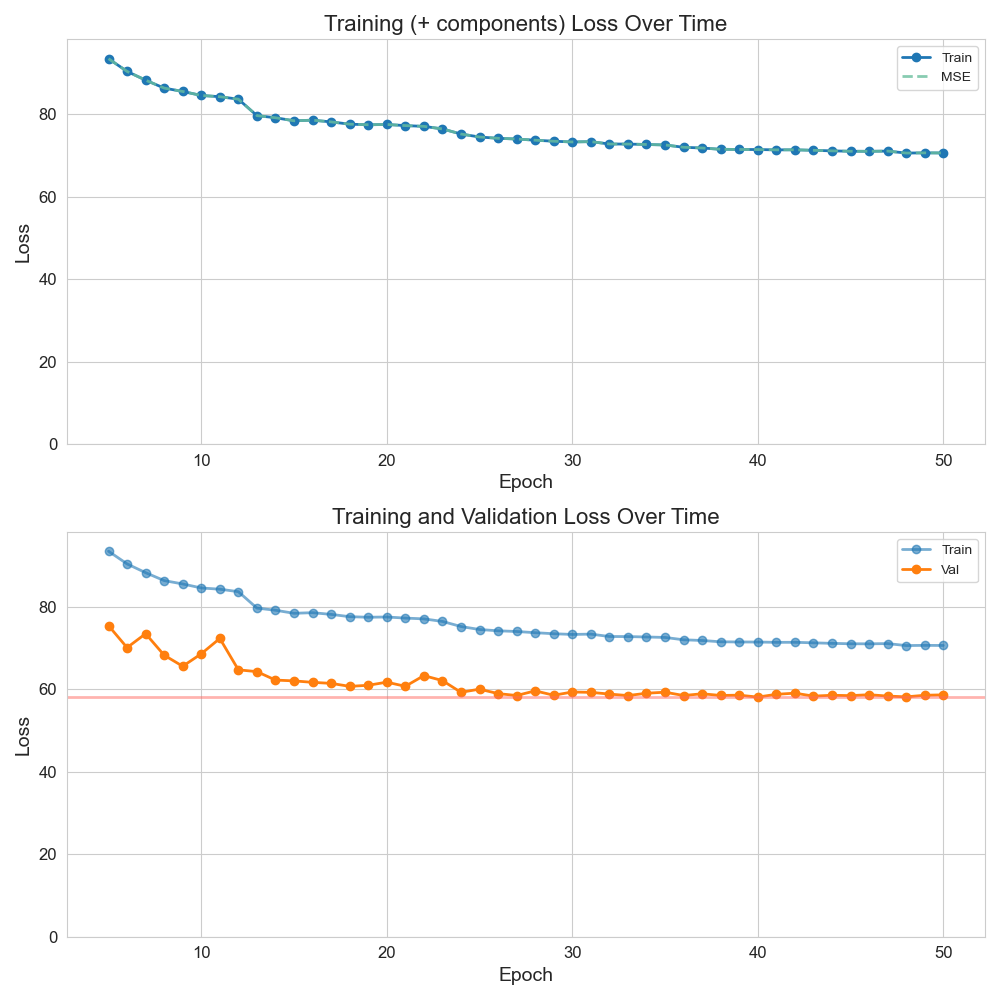 Training (+ components) Loss Over Time
Train
MSE
80
60
40
20
0
Loss
10 20 30 40 50
Epoch
Training and Validation Loss Over Time
Train
Val
80
60
40
20
0
Loss
10 20 30 40 50
Epoch